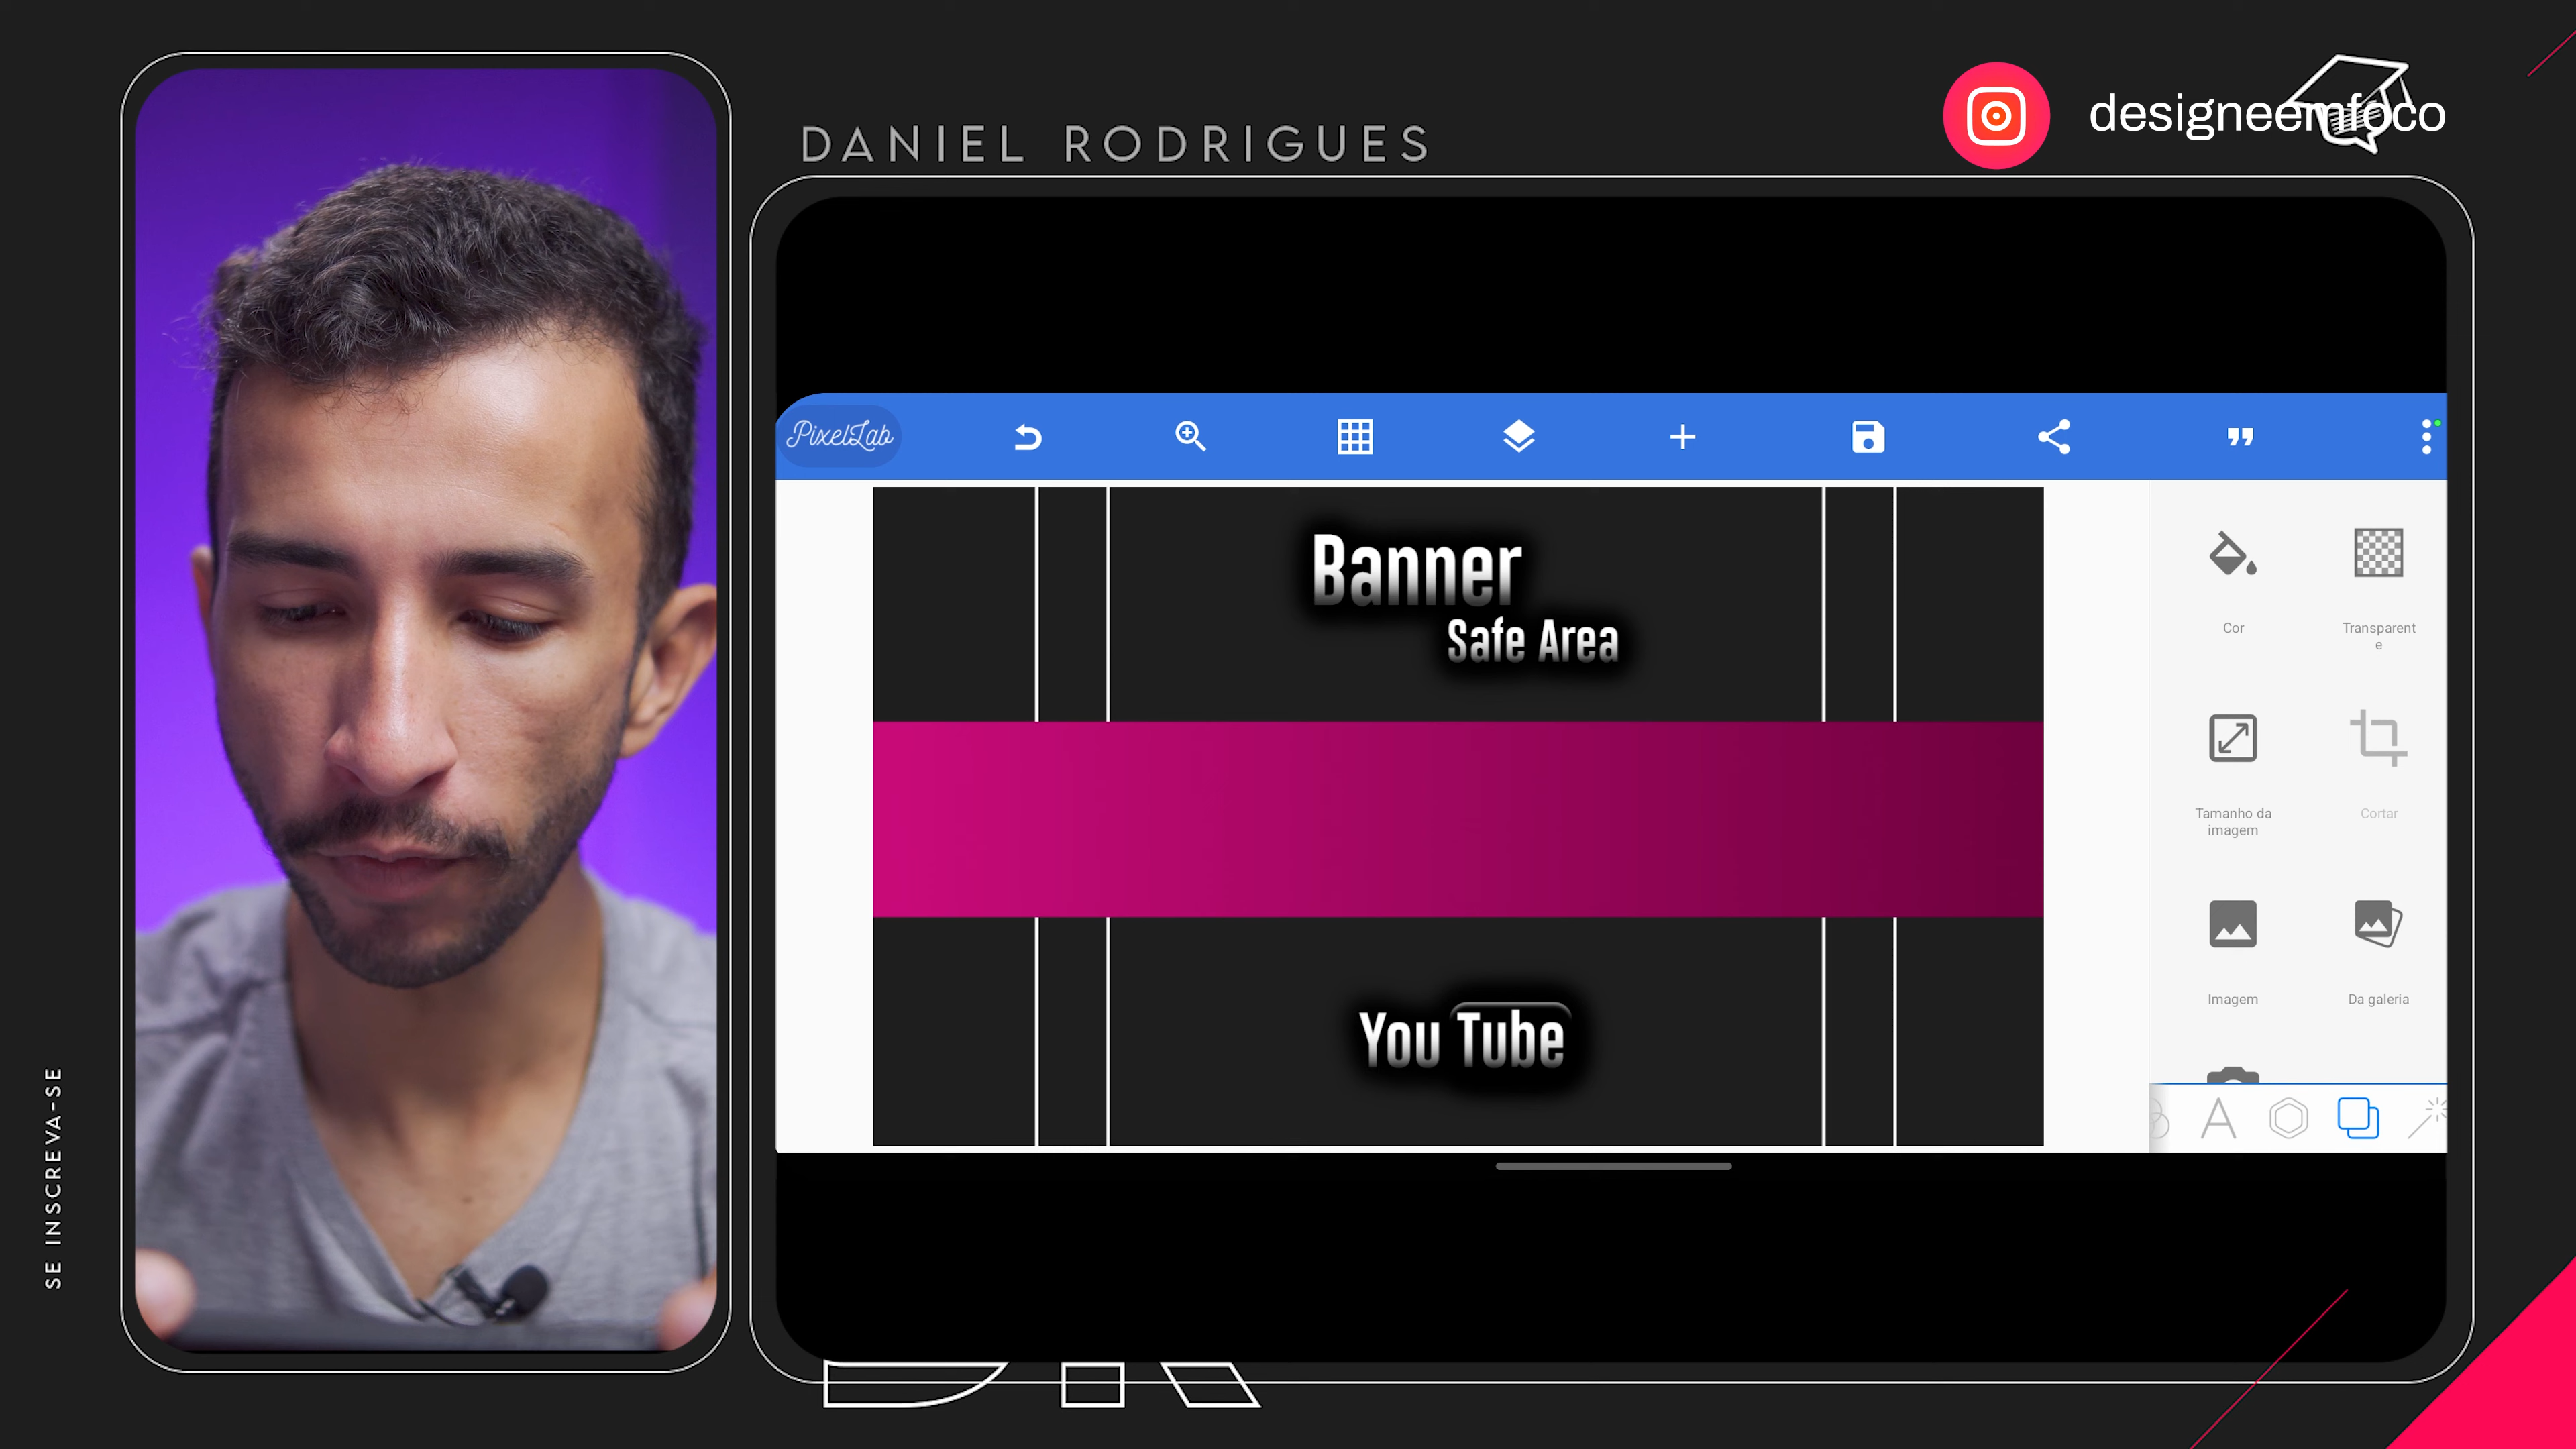 DANIEL RODRIGUES
designeemfoco
PixelLab
Banner
Safe Area
You Tube
Cor
Transparent
e
Tamanho da
imagem
Cortar
Imagem
Da galeria
SE INSCREVA-SE